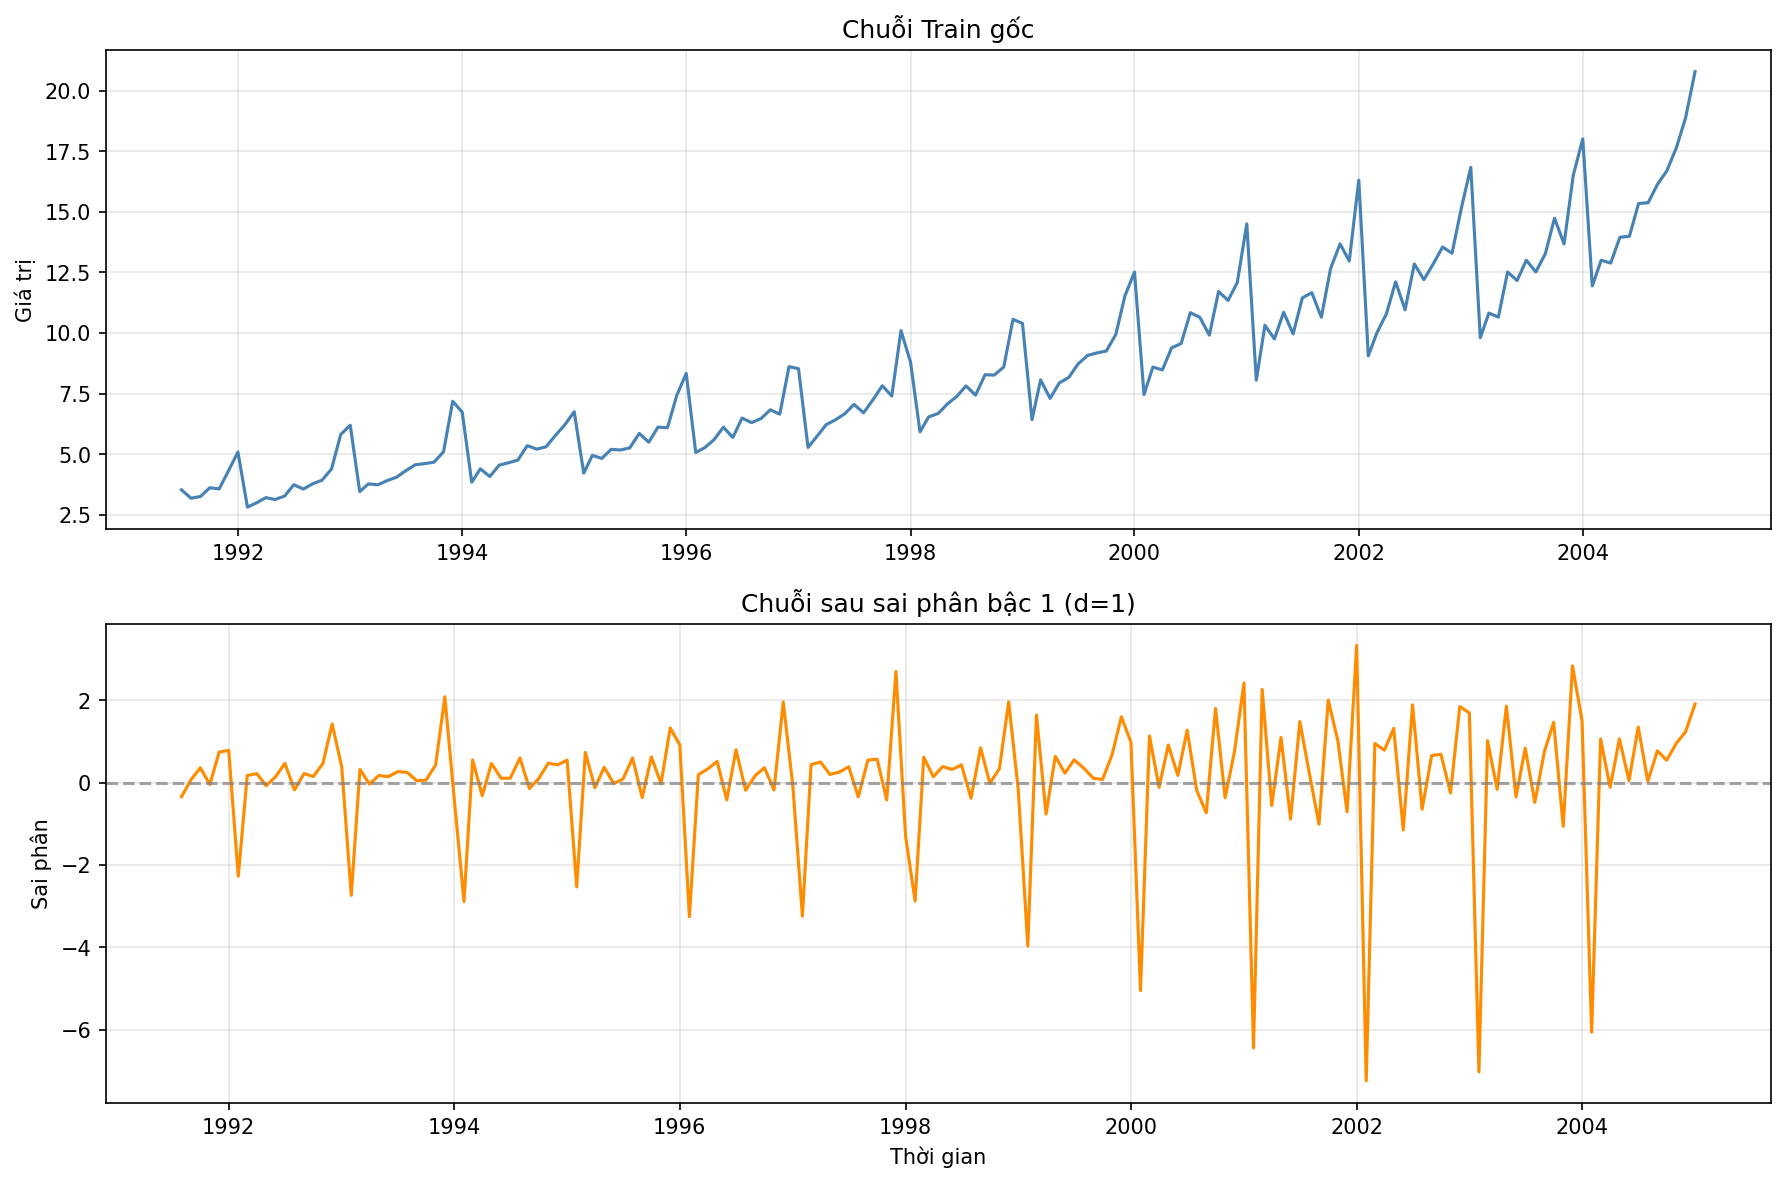 Chuỗi Train gốc
20.0
17.5
15.0
12.5
10.0
7.5
5.0
2.5
Giá trị
1992 1994 1996 1998 2000 2002 2004
Chuỗi sau sai phân bậc 1 (d=1)
2
0
−2
−4
−6
Sai phân
1992 1994 1996 1998 2000 2002 2004
Thời gian